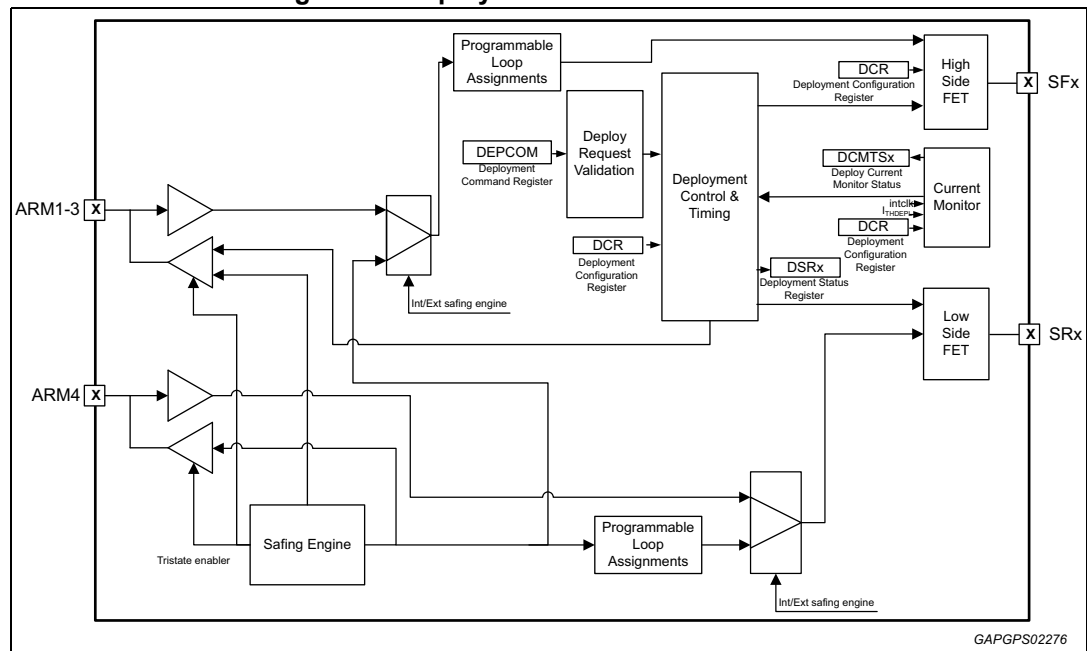 Programmable
Loop
Assignments
DCR
Deployment Configuration
Register
High
Side
FET
X
SFx
DEPCOM
Deployment
Command Register
Deploy
Request
Validation
Deployment
Control &
Timing
DCMTSx
Deploy Current
Monitor Status
intclk
ITHDEPL
Current
Monitor
DCR
Deployment
Configuration
Register
ARM1-3
X
DCR
Deployment
Configuration
Register
DSRx
Deployment Status
Register
Int/Ext safing engine
Low
Side
FET
X
SRx
ARM4
X
Safing Engine
Tristate enabler
Programmable
Loop
Assignments
Int/Ext safing engine
GAPGPS02276